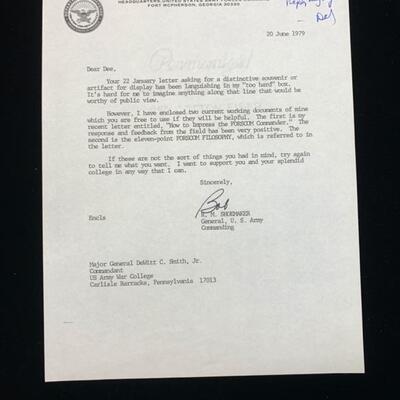 HEADQUARTERS, UNITED STATES ARMY FORCES COMMAND
FORT MCPHERSON, GEORGIA 30330
20 June 1979
Dear Dee,
Your 22 January letter asking for a distinctive souvenir or
artifact for display has been languishing in my "too hard" box.
It's hard for me to imagine anything along that line that would be
worthy of public view.
However, I have enclosed two current working documents of mine
which you are free to use if they will be helpful. The first is my
recent letter entitled, "How to Impress the FORSCOM Commander." The
response and feedback from the field has been very positive. The
second is the eleven-point FORSCOM FILOSOPHY, which is referred to in
the letter.
If these are not the sort of things you had in mind, try again
to tell me what you want. I want to support you and your splendid
college in any way that I can.
Sincerely,
Bob
Encls
R. M. SHOEMAKER
General, U. S. Army
Commanding
Major General DeWitt C. Smith, Jr.
Commandant
US Army War College
Carlisle Barracks, Pennsylvania 17013